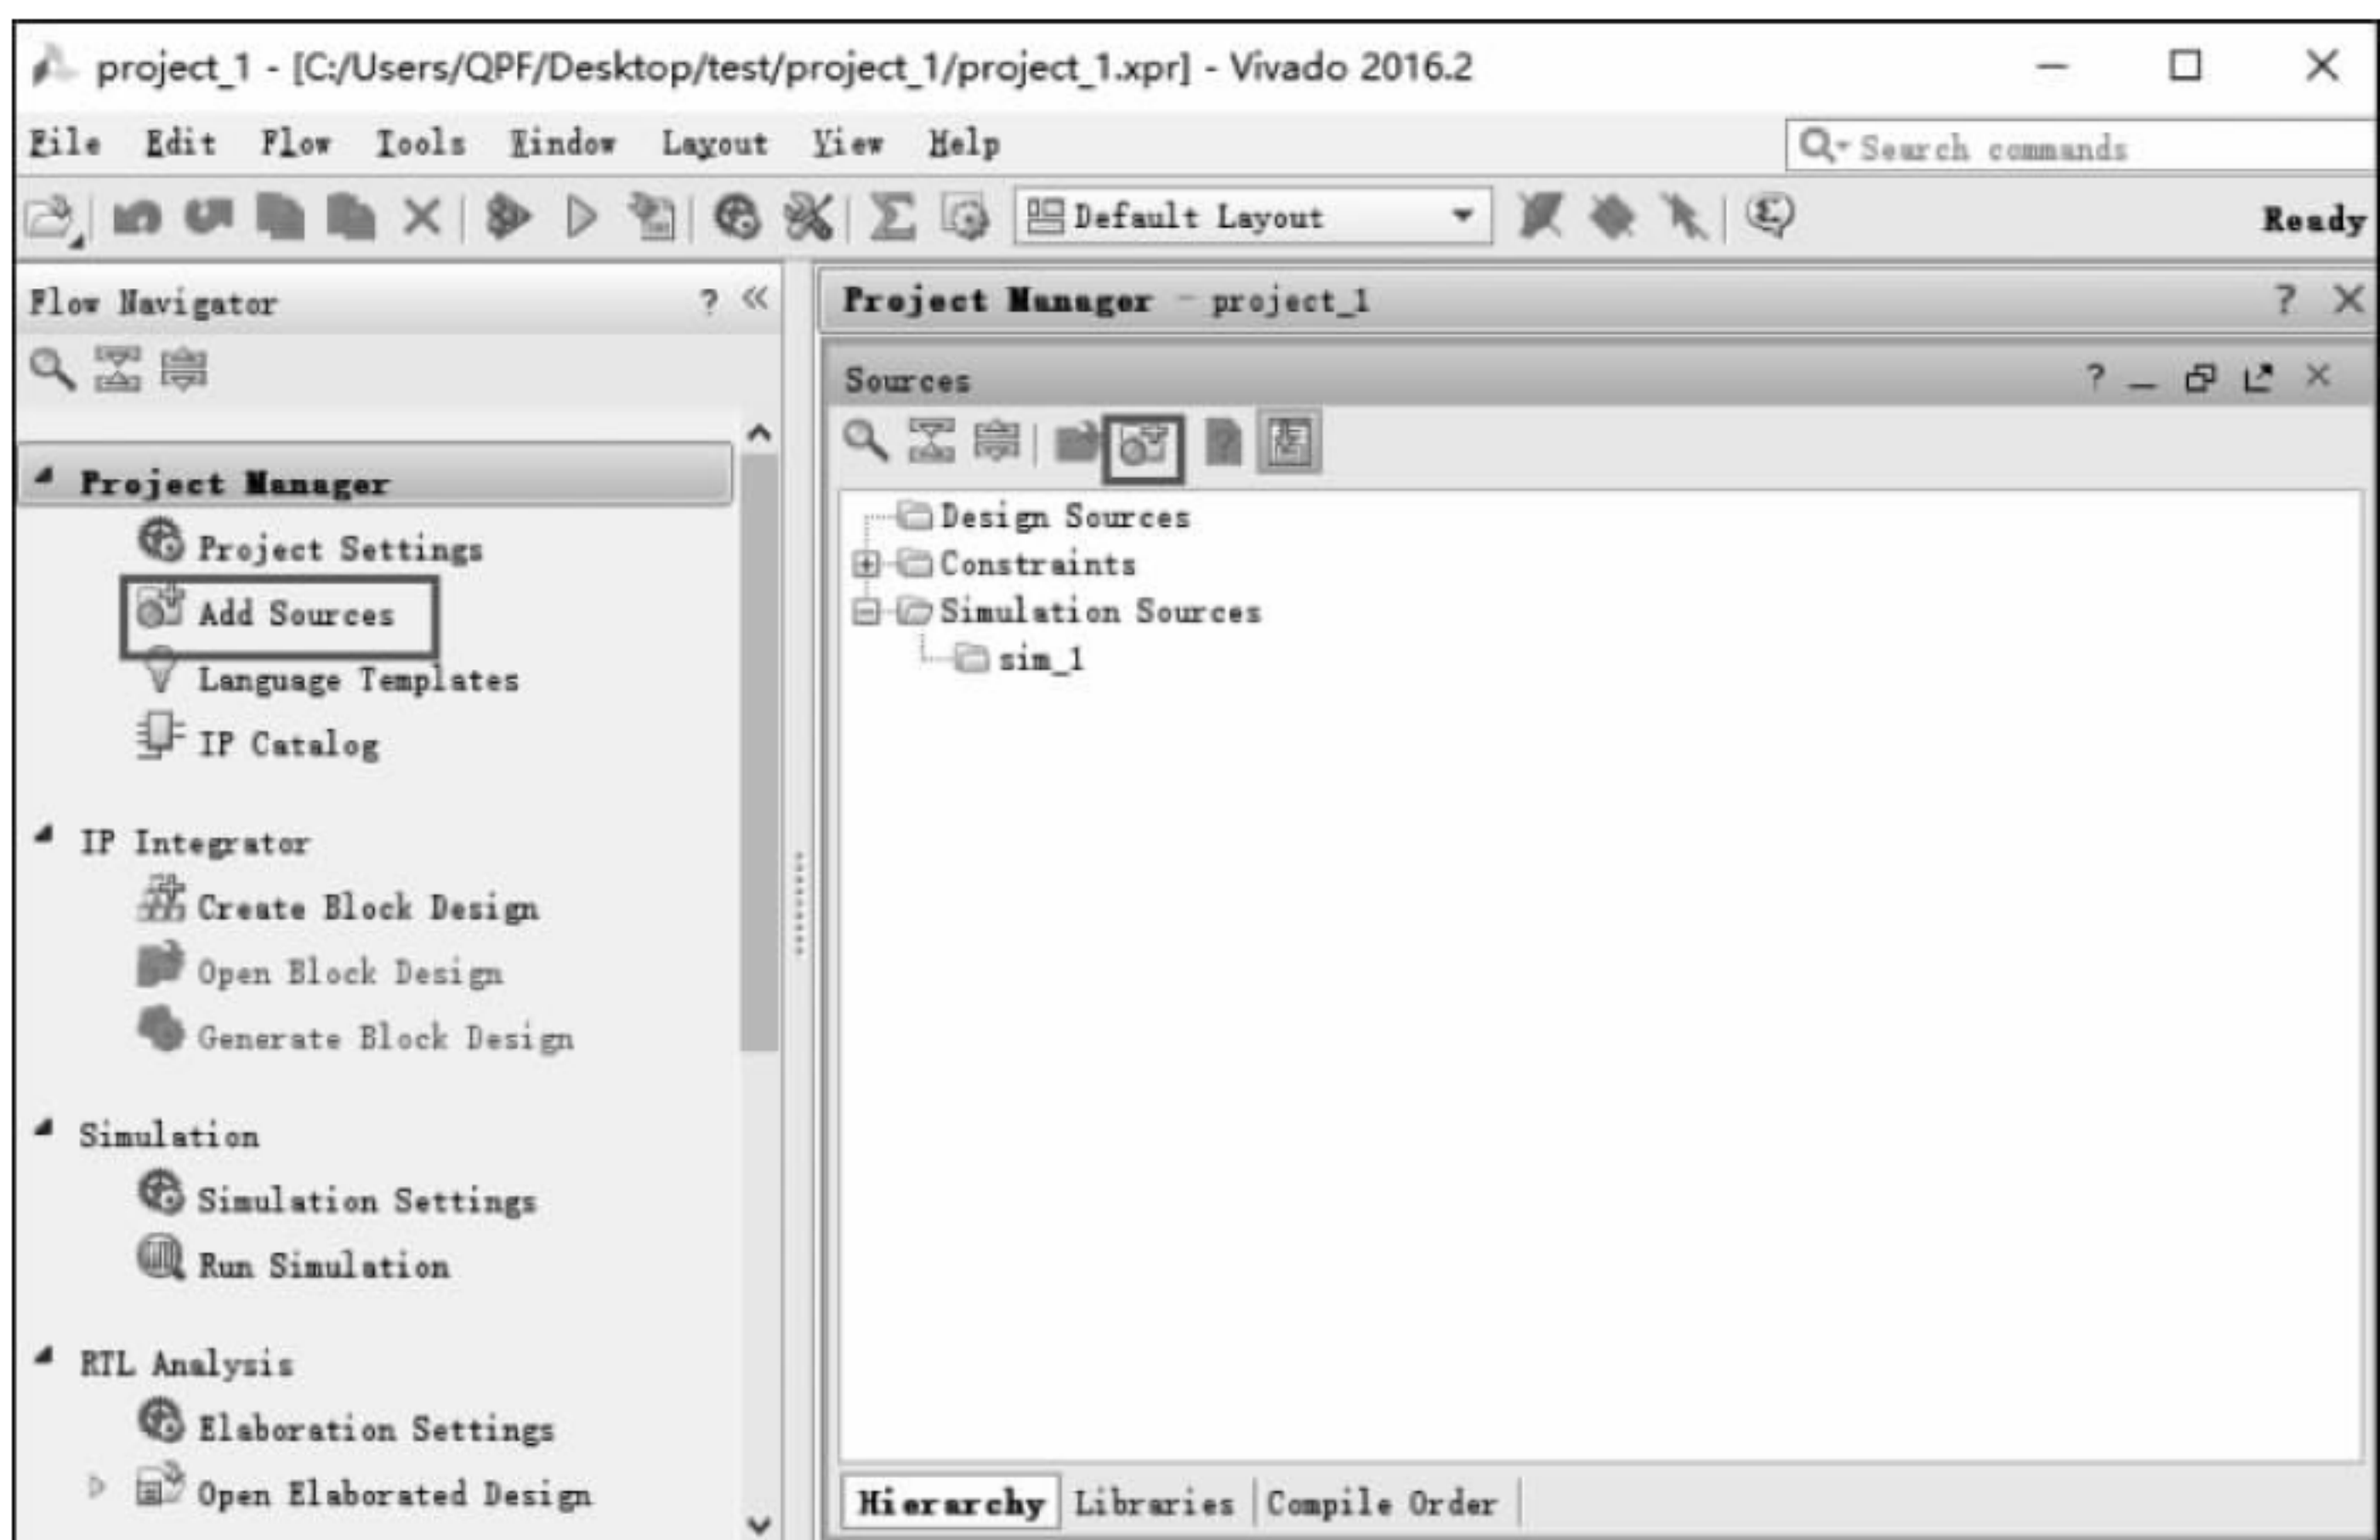 project_1 - [C:/Users/QPF/Desktop/test/project_1/project_1.xpr] - Vivado 2016.2
File Edit Flow Tools Window Layout View Help
Search commands
Default Layout
Ready
Flow Navigator
Project Manager
Project Settings
Add Sources
Language Templates
IP Catalog
IP Integrator
Create Block Design
Open Block Design
Generate Block Design
Simulation
Simulation Settings
Run Simulation
RTL Analysis
Elaboration Settings
Open Elaborated Design
Project Manager - project_1
Sources
Design Sources
Constraints
Simulation Sources
sim_1
Hierarchy Libraries Compile Order